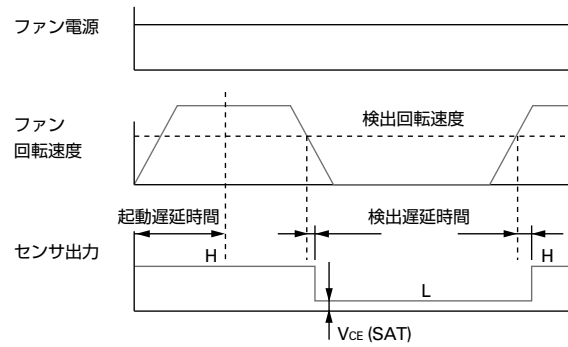 ファン電源
ファン
回転速度
検出回転速度
起動遅延時間
検出遅延時間
センサ出力
H
H
L
VCE (SAT)